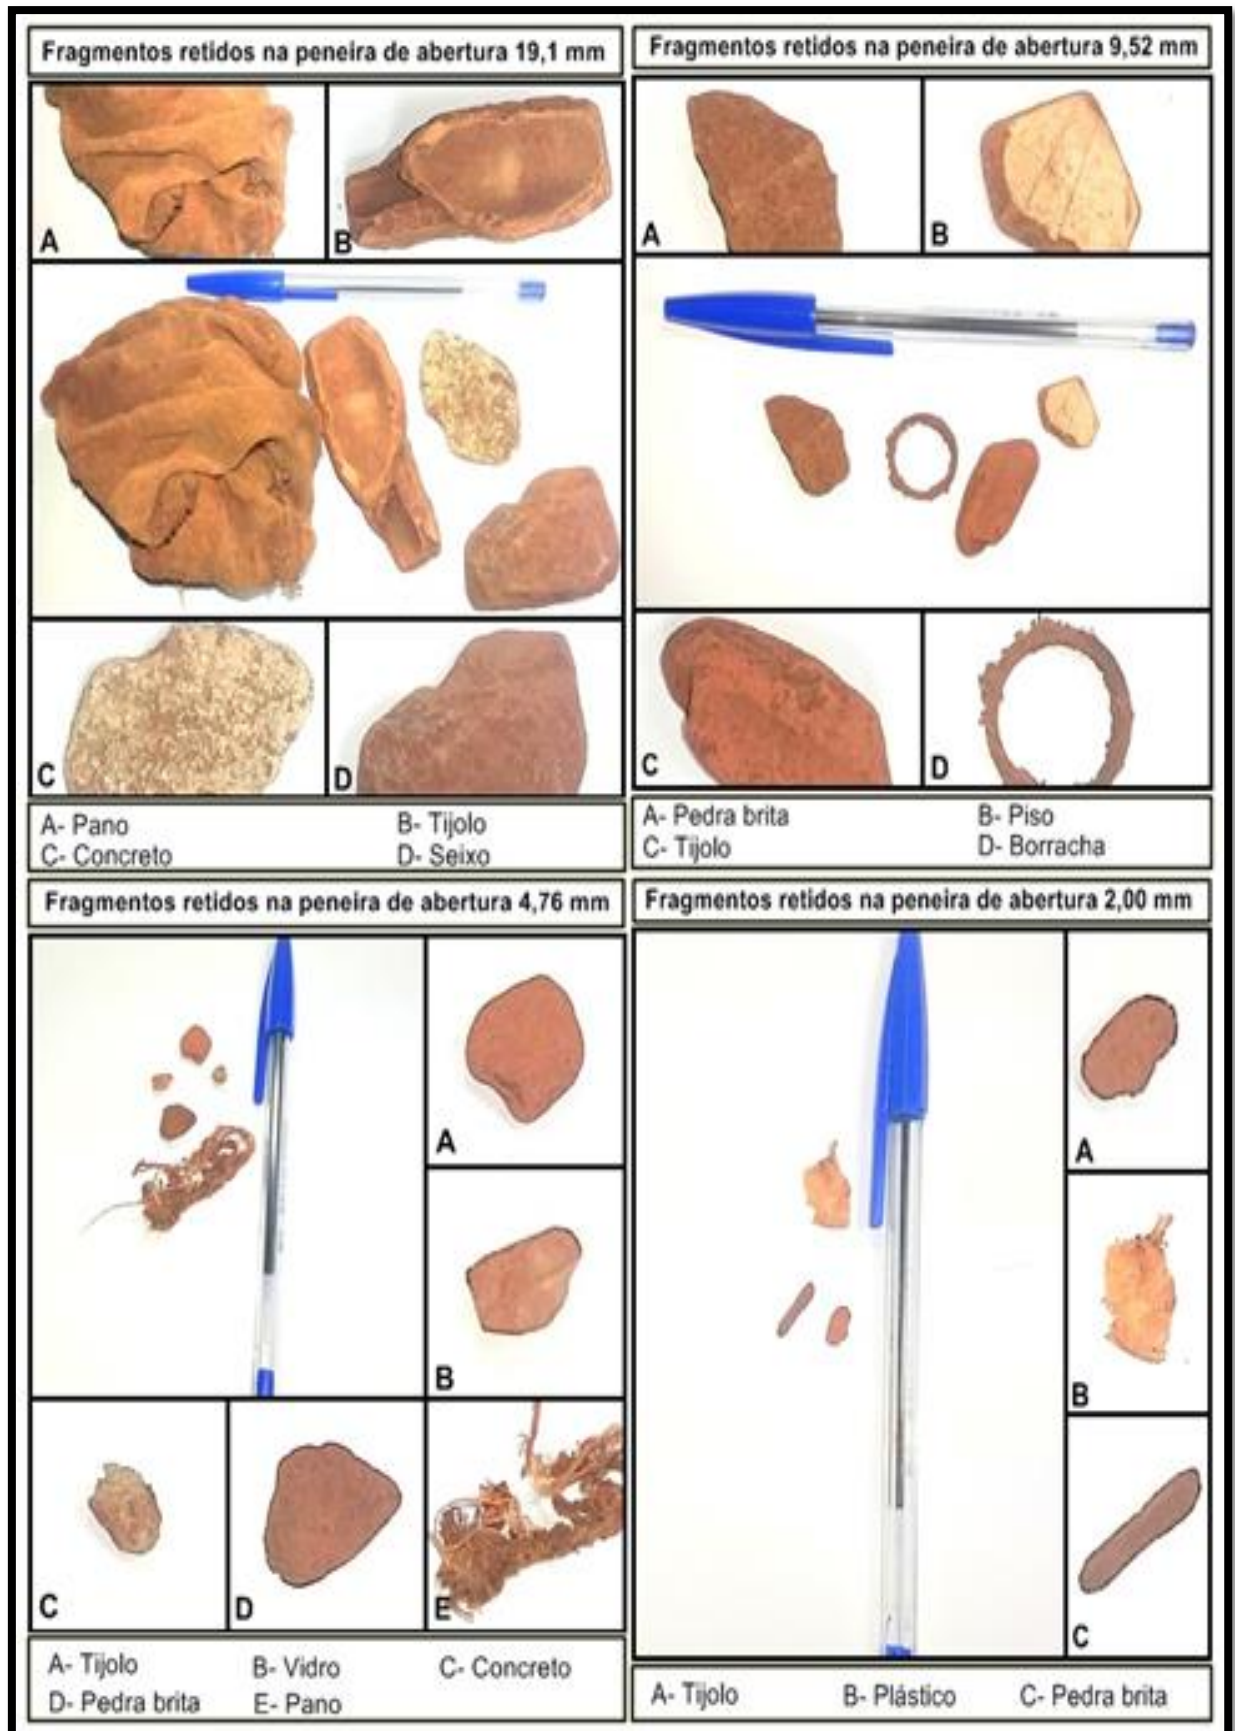 Fragmentos retidos na peneira de abertura 19,1 mm
A
B
C
D
A- Pano B- Tijolo
C- Concreto D- Seixo
Fragmentos retidos na peneira de abertura 9,52 mm
A
B
C
D
A- Pedra brita B- Piso
C- Tijolo D- Borracha
Fragmentos retidos na peneira de abertura 4,76 mm
A
B
C
D
E
A- Tijolo B- Vidro C- Concreto
D- Pedra brita E- Pano
Fragmentos retidos na peneira de abertura 2,00 mm
A
B
C
A- Tijolo B- Plástico C- Pedra brita